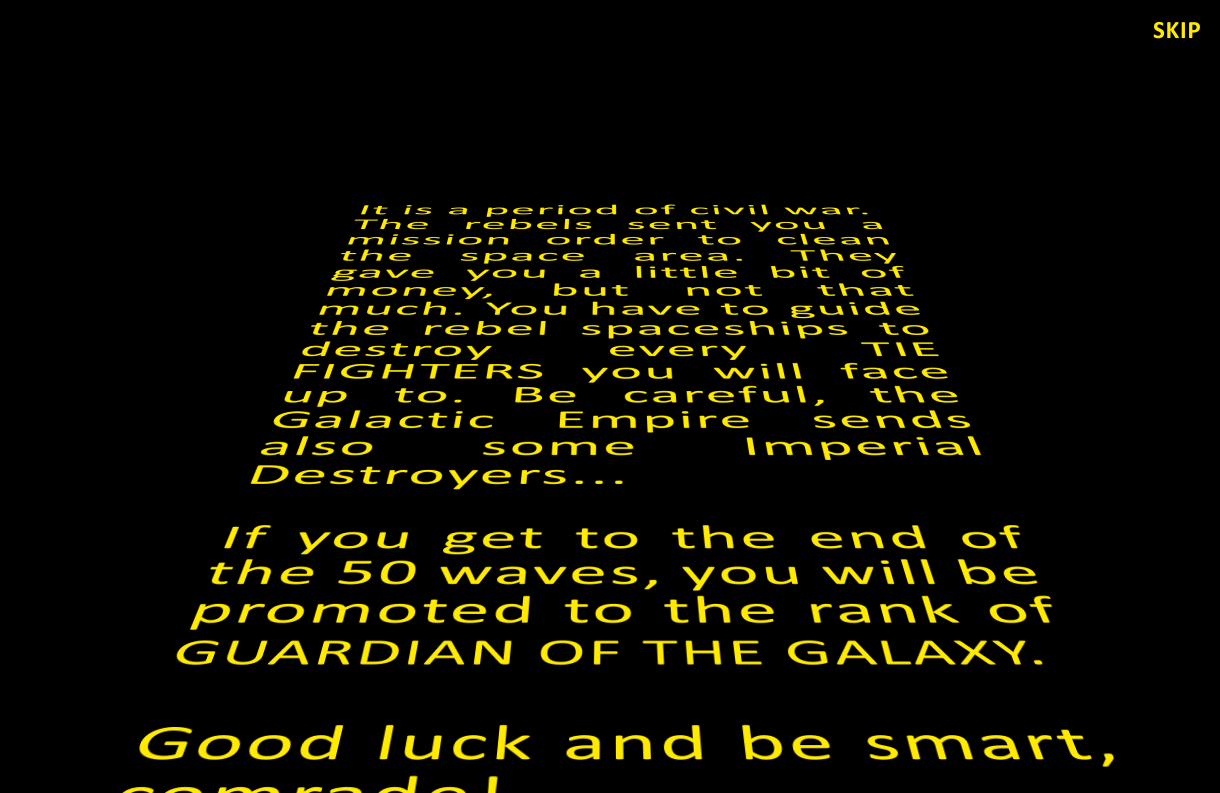 SKIP
It is a period of civil war.
The rebels sent you a
mission order to clean
the space area. They
gave you a little bit of
money, but not that
much. You have to guide
the rebel spaceships to
destroy every TIE
FIGHTERS you will face
up to. Be careful, the
Galactic Empire sends
also some Imperial
Destroyers...
If you get to the end of
the 50 waves, you will be
promoted to the rank of
GUARDIAN OF THE GALAXY.
Good luck and be smart,
comrade!